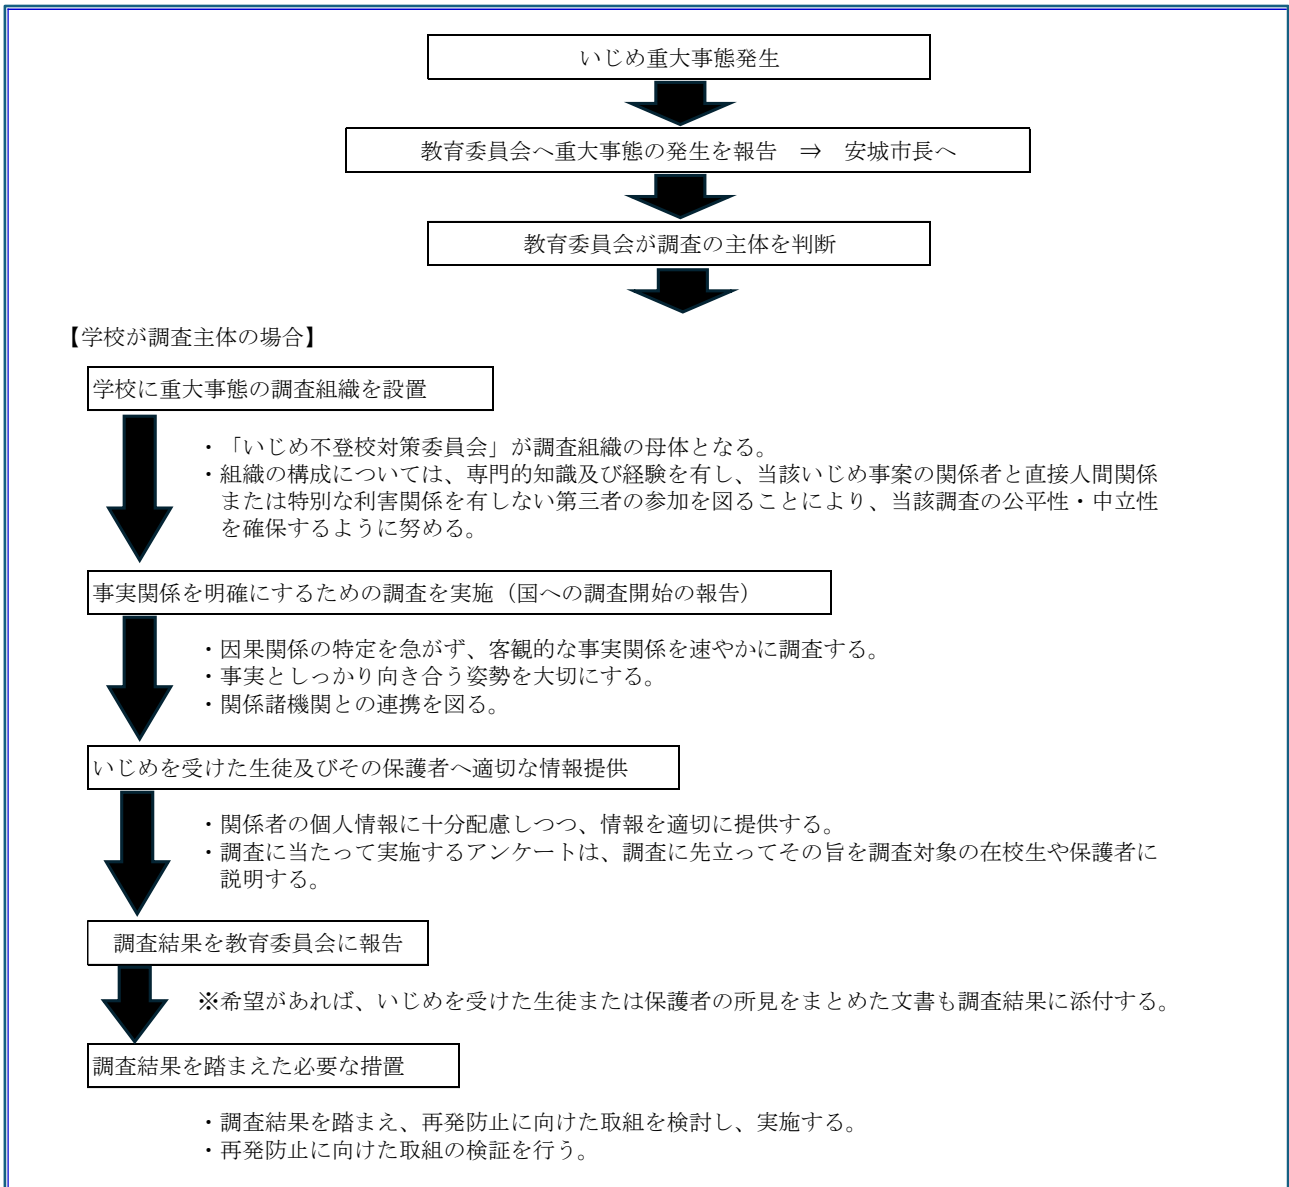 いじめ重大事態発生
教育委員会へ重大事態の発生を報告　⇒　安城市長へ
教育委員会が調査の主体を判断
【学校が調査主体の場合】
学校に重大事態の調査組織を設置
・「いじめ不登校対策委員会」が調査組織の母体となる。
・組織の構成については、専門的知識及び経験を有し、当該いじめ事案の関係者と直接人間関係
または特別な利害関係を有しない第三者の参加を図ることにより、当該調査の公平性・中立性
を確保するように努める。
事実関係を明確にするための調査を実施（国への調査開始の報告）
・因果関係の特定を急がず、客観的な事実関係を速やかに調査する。
・事実としっかり向き合う姿勢を大切にする。
・関係諸機関との連携を図る。
いじめを受けた生徒及びその保護者へ適切な情報提供
・関係者の個人情報に十分配慮しつつ、情報を適切に提供する。
・調査に当たって実施するアンケートは、調査に先立ってその旨を調査対象の在校生や保護者に
説明する。
調査結果を教育委員会に報告
※希望があれば、いじめを受けた生徒または保護者の所見をまとめた文書も調査結果に添付する。
調査結果を踏まえた必要な措置
・調査結果を踏まえ、再発防止に向けた取組を検討し、実施する。
・再発防止に向けた取組の検証を行う。